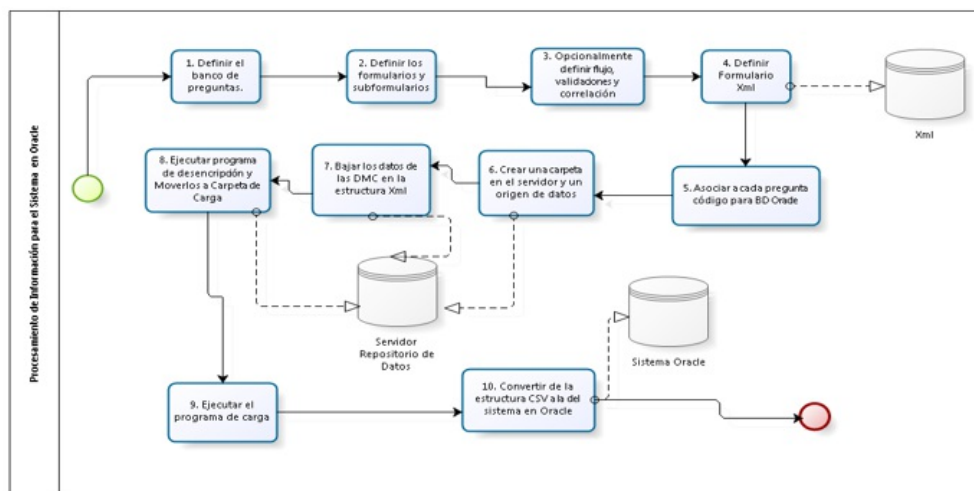 Procesamiento de Información para el Sistema en Oracle
1. Definir el
banco de
preguntas.
2. Definir los
formularios y
subformularios
3. Opcionalmente
definir flujo,
validadores y
correlación
4. Definir
Formulario
Xml
Xml
8. Ejecutar programa
de desencripción y
Moverlos a Carpeta de
Carga
7. Bajar los datos de
las DMC en la
estructura Xml
6. Crear una carpeta
en el servidor y un
origen de datos
5. Asociar a cada pregunta
código para BD Oracle
Servidor
Repositorio de
Datos
Sistema Oracle
9. Ejecutar el
programa de carga
10. Convertir de la
estructura CSV a la del
sistema en Oracle